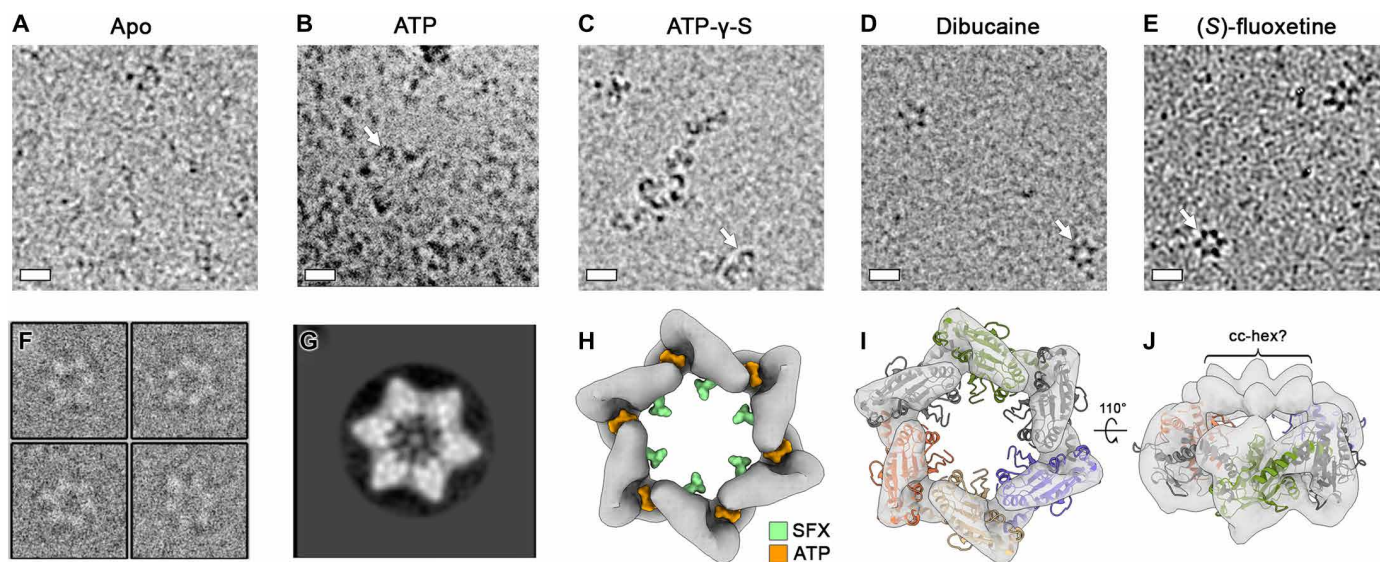 A Apo
B ATP
C ATP-γ-S
D Dibucaine
E (S)-fluoxetine
F
G
H
I
J
cc-hex?
110°
SFX
ATP